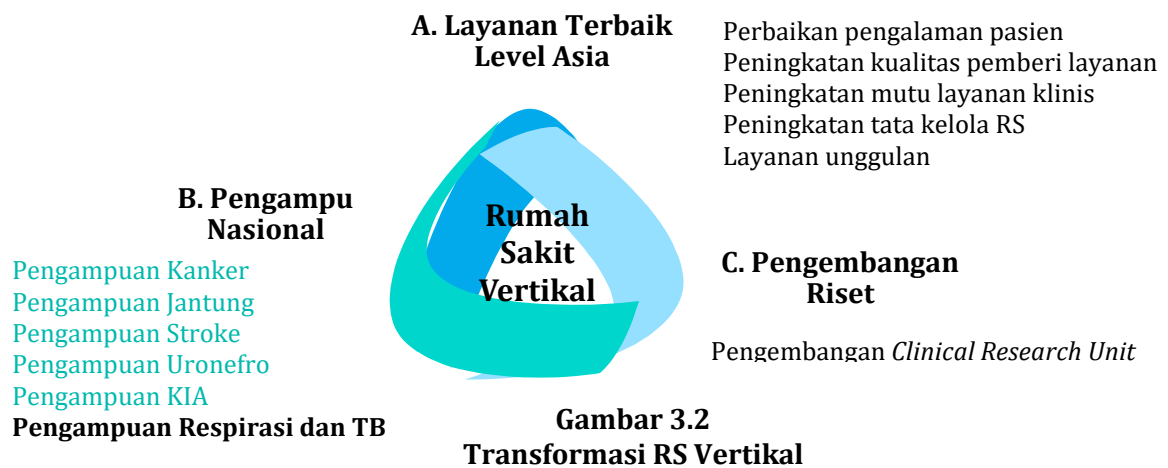 A. Layanan Terbaik
Level Asia
Perbaikan pengalaman pasien
Peningkatan kualitas pemberi layanan
Peningkatan mutu layanan klinis
Peningkatan tata kelola RS
Layanan unggulan
B. Pengampu
Nasional
Pengampuan Kanker
Pengampuan Jantung
Pengampuan Stroke
Pengampuan Uronefro
Pengampuan KIA
Pengampuan Respirasi dan TB
Rumah
Sakit
Vertikal
C. Pengembangan
Riset
Pengembangan Clinical Research Unit
Gambar 3.2
Transformasi RS Vertikal